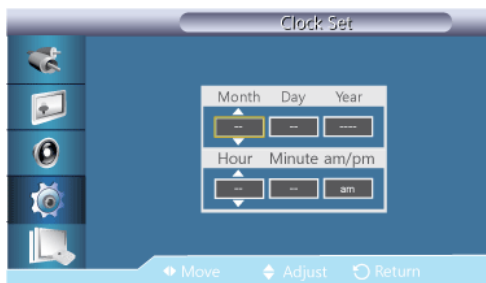 Clock Set
Month Day Year
-- -- ----
Hour Minute am/pm
-- -- am
Move Adjust Return